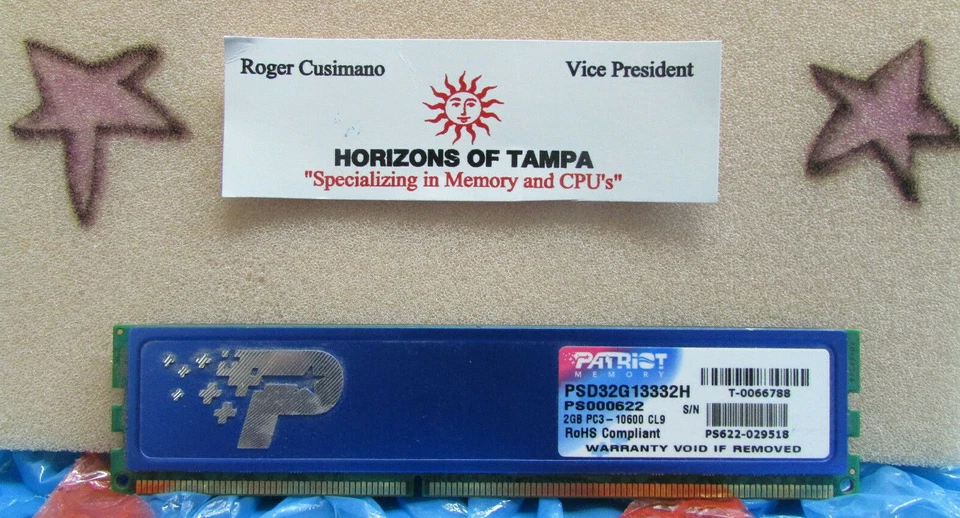 Roger Cusimano
Vice President
HORIZONS OF TAMPA
"Specializing in Memory and CPU's"
PATRIOT
MEMORY
PSD32G13332H
PS000622
2GB PC3-10600 CL9
RoHS Compliant
T-0066788
S/N
PS622-029518
WARRANTY VOID IF REMOVED